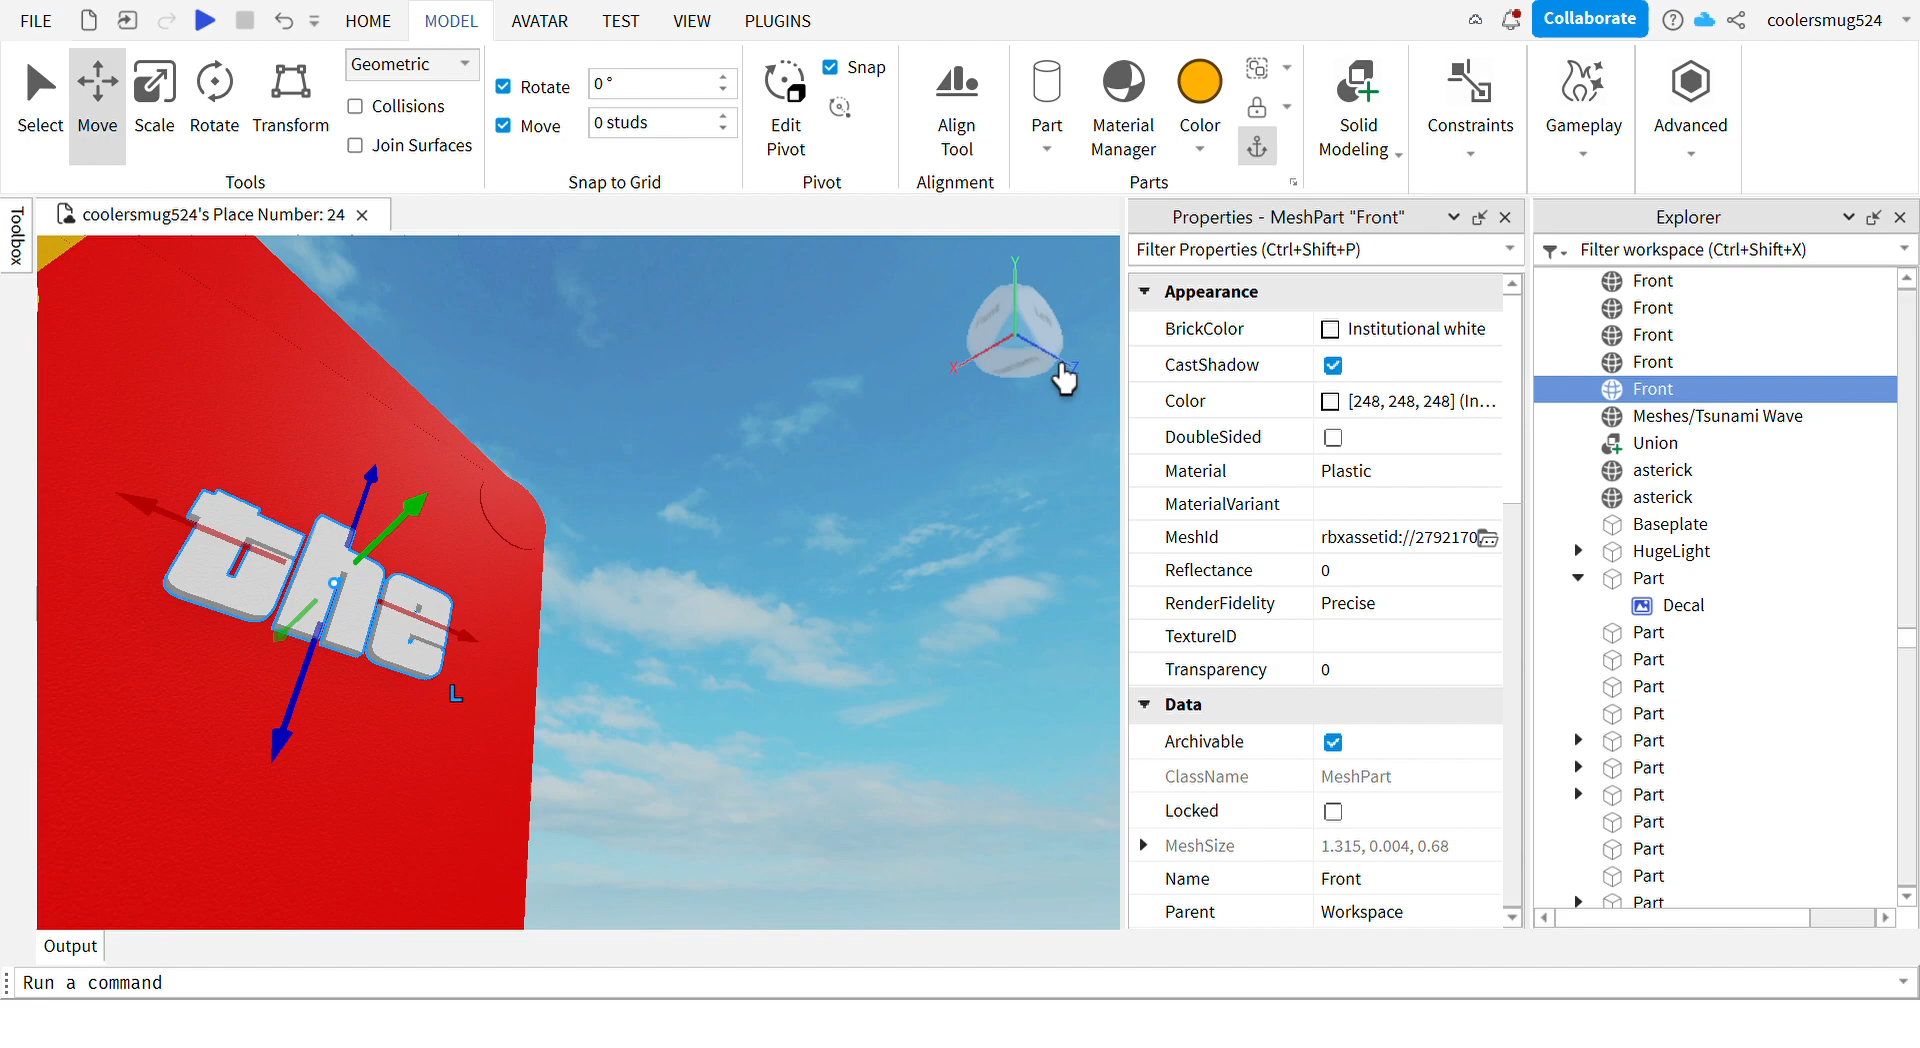 FILE HOME MODEL AVATAR TEST VIEW PLUGINS Collaborate coolersmug524
Select Move Scale Rotate Transform
Geometric
Collisions
Join Surfaces
Tools
Rotate 0 °
Move 0 studs
Snap to Grid
Edit
Pivot
Snap
Pivot
Align
Tool
Alignment
Part
Material
Manager
Color
Parts
Solid
Modeling
Constraints
Gameplay
Advanced
Toolbox
coolersmug524's Place Number: 24
the
L
Y
X
Z
Properties - MeshPart "Front"
Filter Properties (Ctrl+Shift+P)
Appearance
BrickColor Institutional white
CastShadow
Color [248, 248, 248] (In...
DoubleSided
Material Plastic
MaterialVariant
MeshId rbxassetid://2792170
Reflectance 0
RenderFidelity Precise
TextureID
Transparency 0
Data
Archivable
ClassName MeshPart
Locked
MeshSize 1.315, 0.004, 0.68
Name Front
Parent Workspace
Explorer
Filter workspace (Ctrl+Shift+X)
Front
Front
Front
Front
Front
Meshes/Tsunami Wave
Union
asterick
asterick
Baseplate
HugeLight
Part
Decal
Part
Part
Part
Part
Part
Part
Part
Part
Part
Part
Part
Output
Run a command